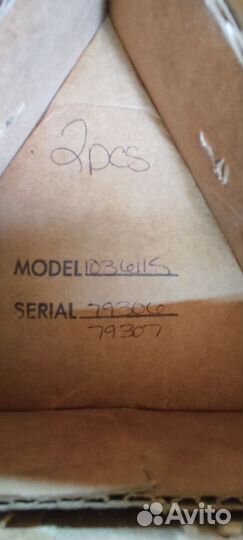 2pcs
MODEL 1036115
SERIAL 79306
79307
Avito